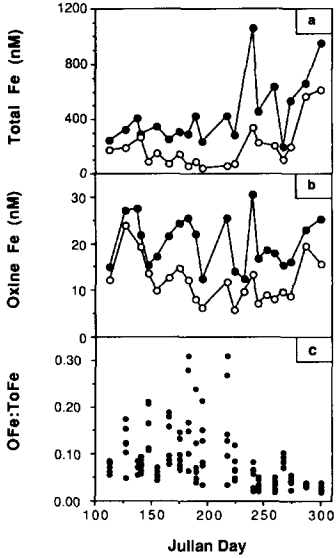 a
1200
800
400
0
Total Fe (nM)
b
30
20
10
0
Oxine Fe (nM)
c
0.30
0.20
0.10
0.00
OFe:ToFe
100 150 200 250 300
Julian Day